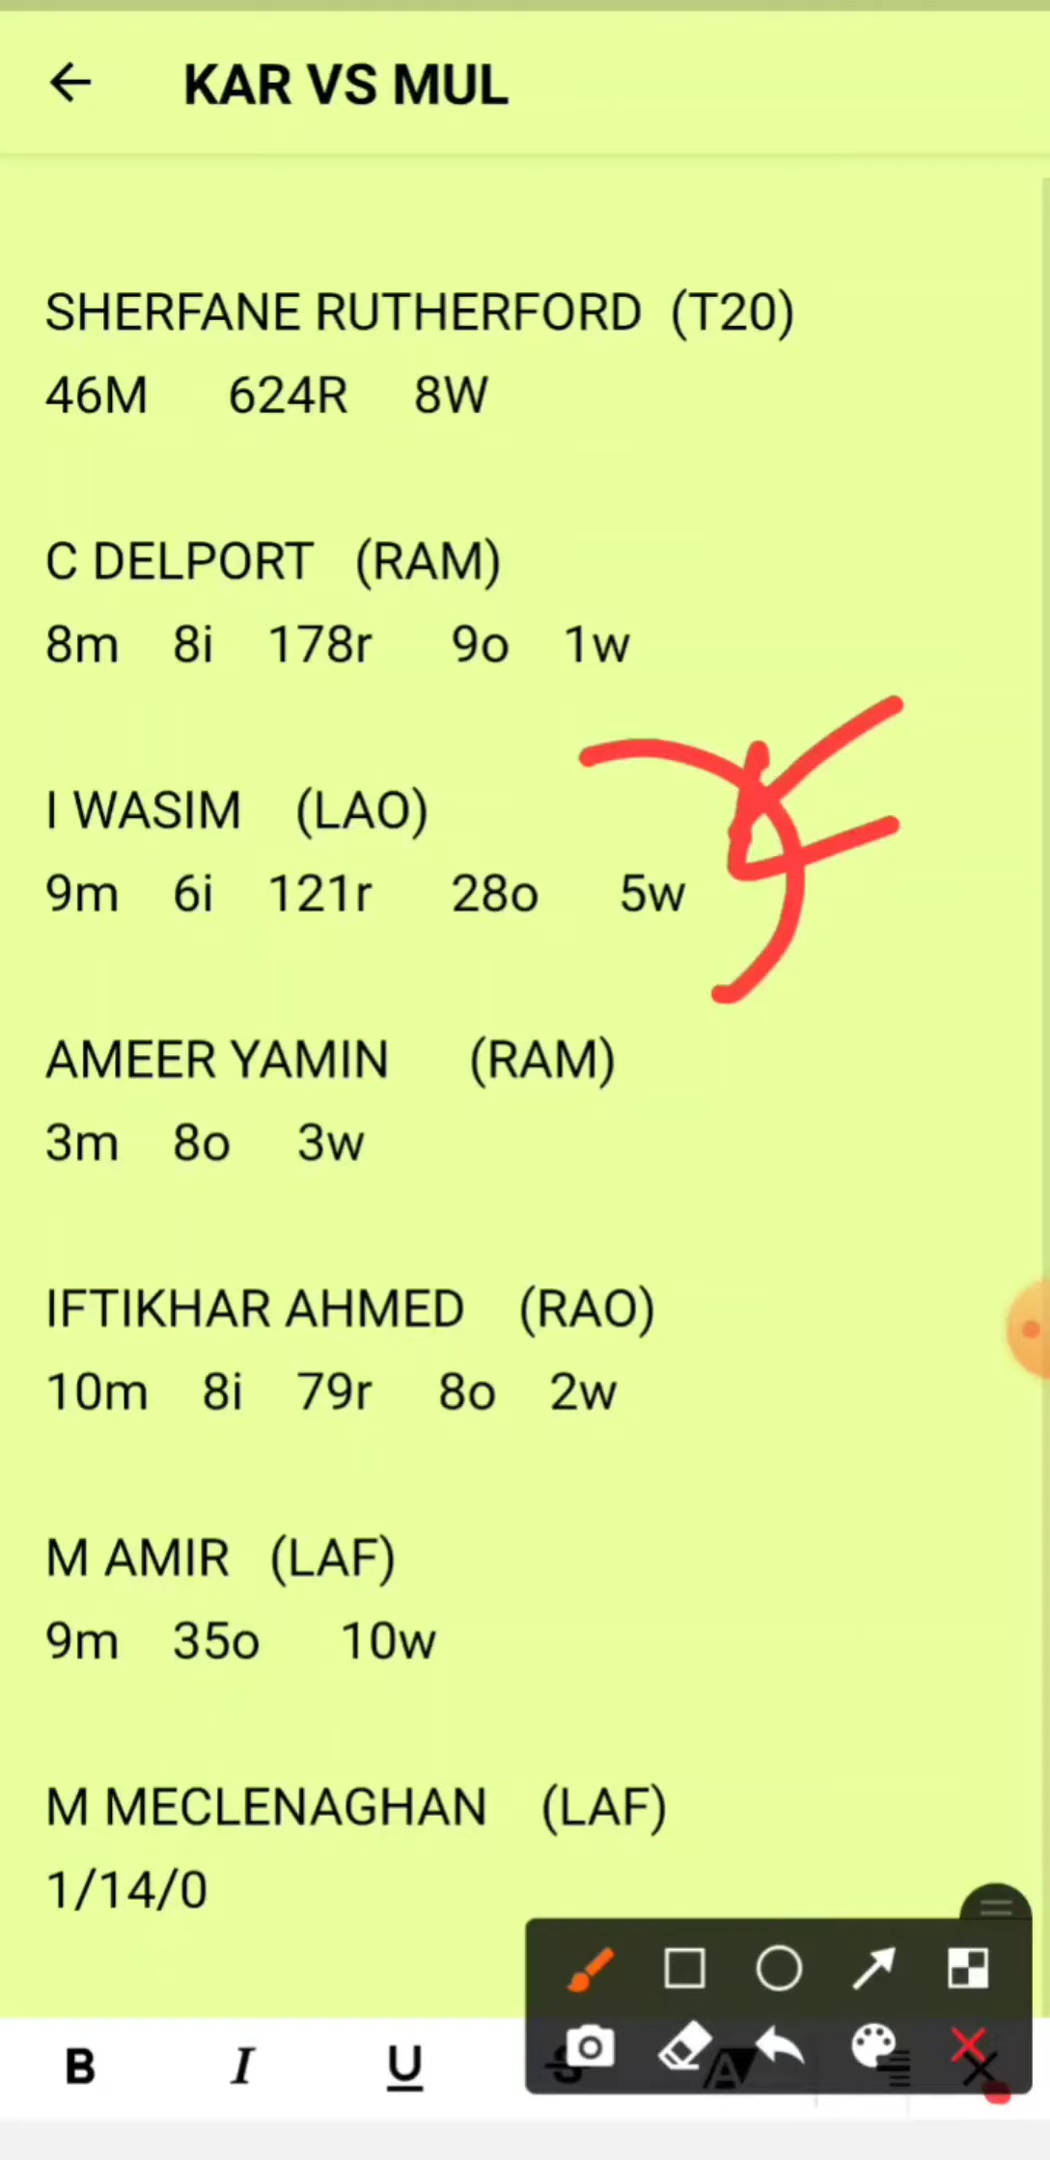 KAR VS MUL
SHERFANE RUTHERFORD (T20)
46M 624R 8W
C DELPORT (RAM)
8m 8i 178r 9o 1w
I WASIM (LAO)
9m 6i 121r 28o 5w
AMEER YAMIN (RAM)
3m 8o 3w
IFTIKHAR AHMED (RAO)
10m 8i 79r 8o 2w
M AMIR (LAF)
9m 35o 10w
M MECLENAGHAN (LAF)
1/14/0
B I U S A